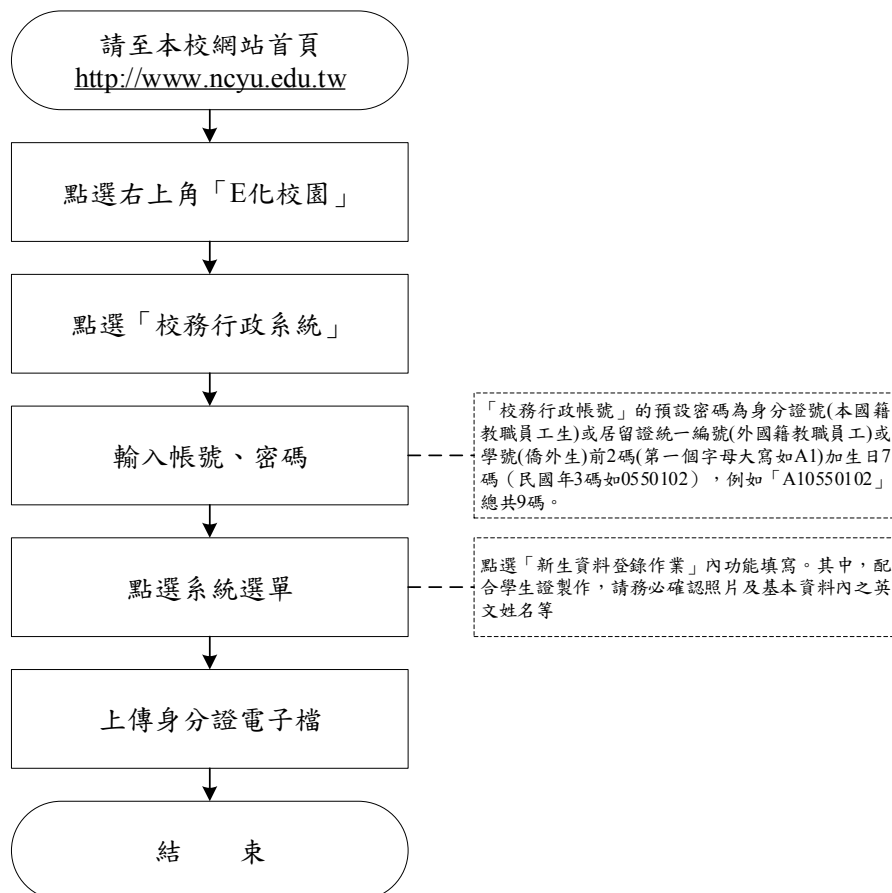 請至本校網站首頁
http://www.ncyu.edu.tw
點選右上角「E化校園」
點選「校務行政系統」
輸入帳號、密碼
「校務行政帳號」的預設密碼為身分證號(本國籍
教職員工生)或居留證統一編號(外國籍教職員工)或
學號(僑外生)前2碼(第一個字母大寫如A1)加生日7
碼（民國年3碼如0550102），例如「A10550102」
總共9碼。
點選系統選單
點選「新生資料登錄作業」內功能填寫。其中，配
合學生證製作，請務必確認照片及基本資料內之英
文姓名等
上傳身分證電子檔
結　　束